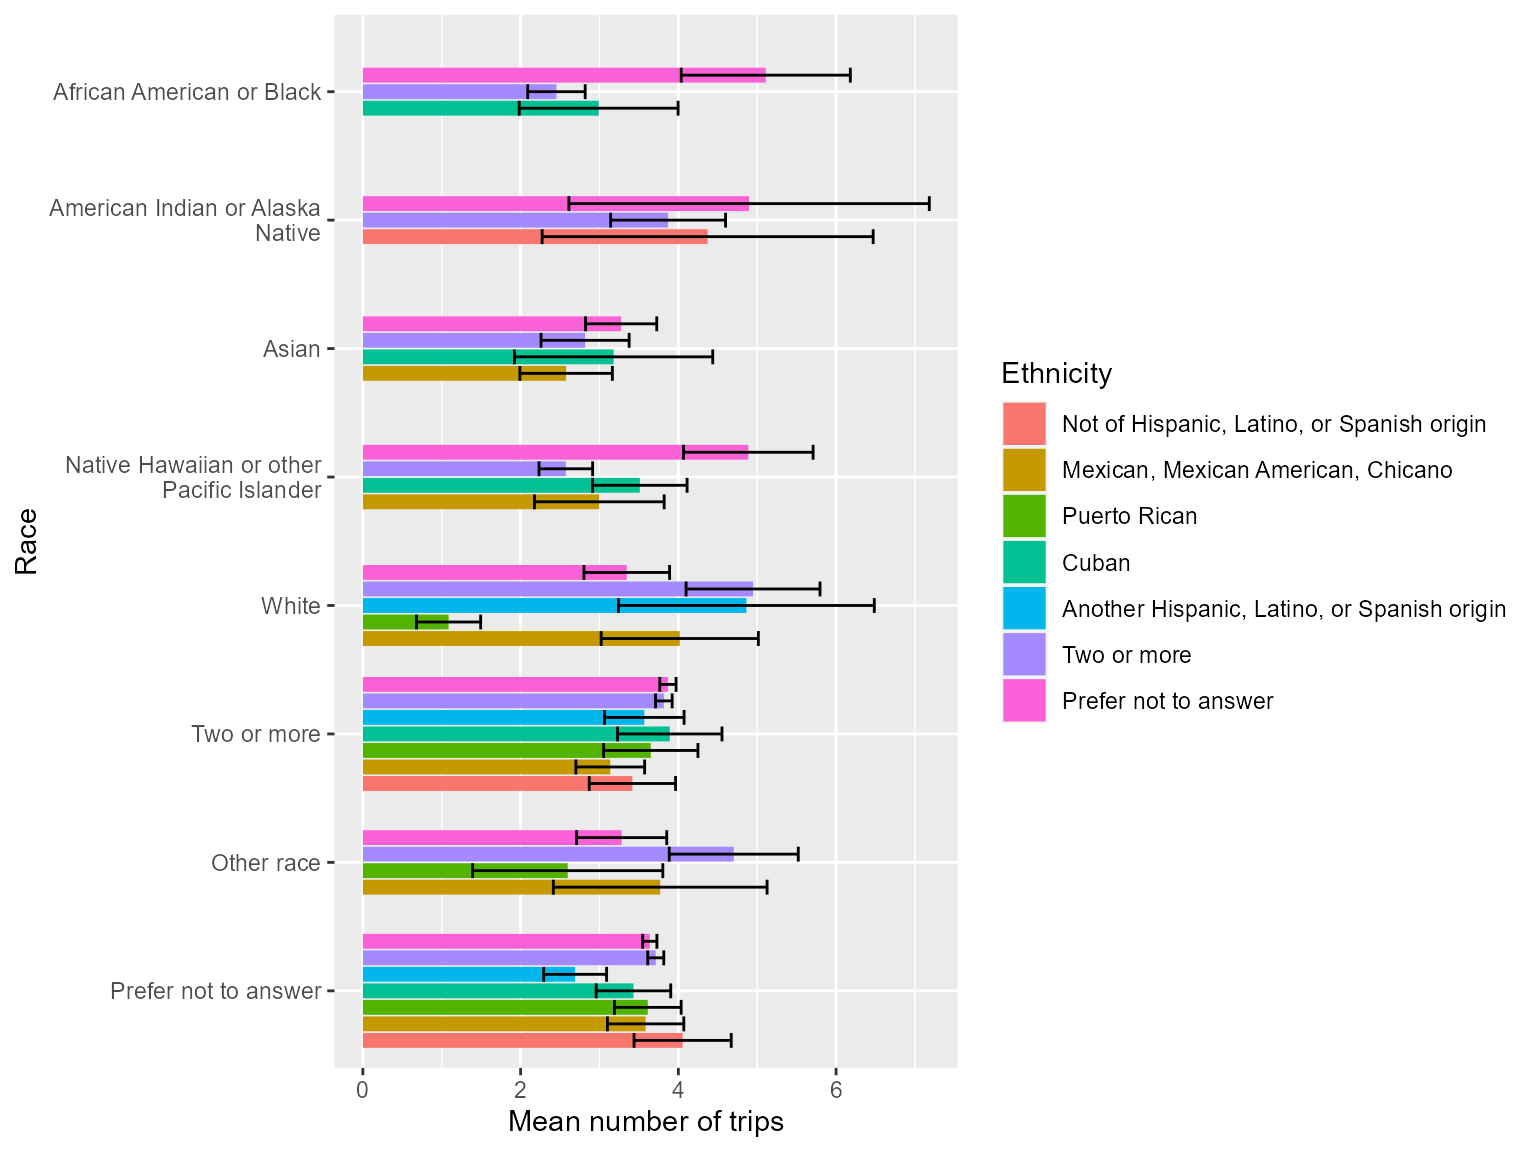 African American or Black
American Indian or Alaska
Native
Asian
Native Hawaiian or other
Pacific Islander
White
Two or more
Other race
Prefer not to answer
Race
0 2 4 6
Mean number of trips
Ethnicity
Not of Hispanic, Latino, or Spanish origin
Mexican, Mexican American, Chicano
Puerto Rican
Cuban
Another Hispanic, Latino, or Spanish origin
Two or more
Prefer not to answer